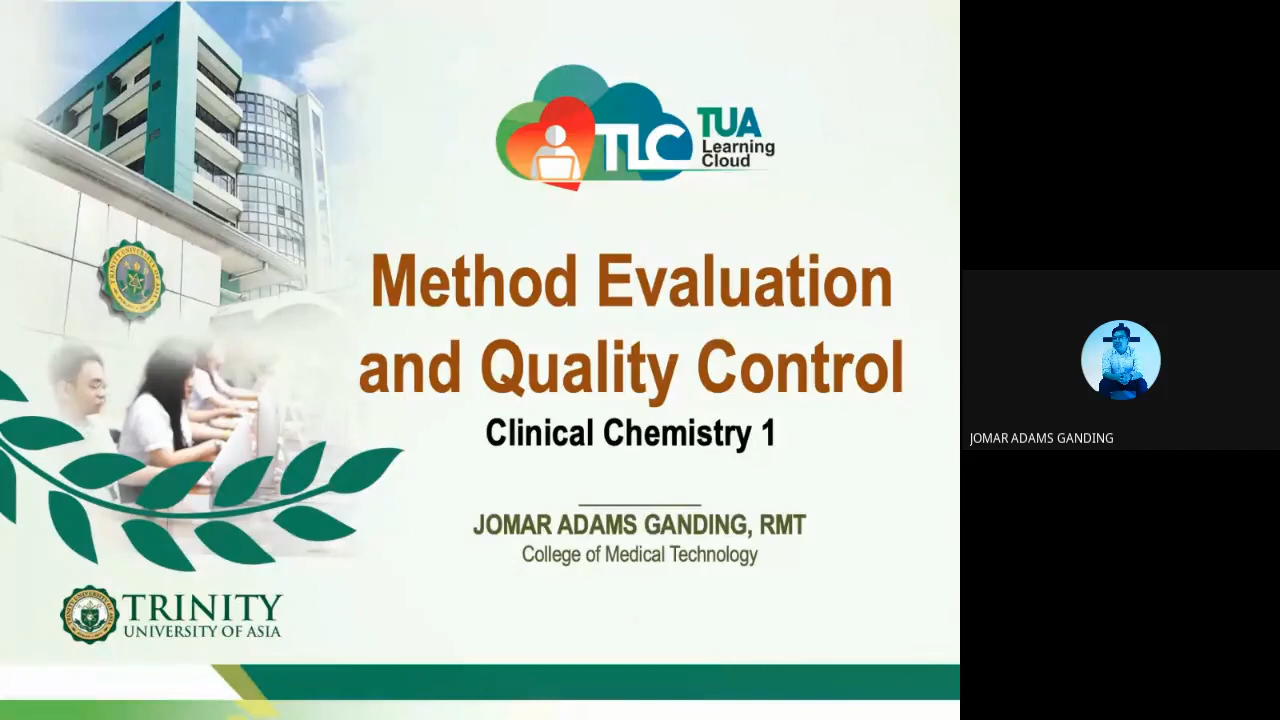 TLC TUA
Learning
Cloud
Method Evaluation
and Quality Control
Clinical Chemistry 1
JOMAR ADAMS GANDING, RMT
College of Medical Technology
TRINITY
UNIVERSITY OF ASIA
JOMAR ADAMS GANDING